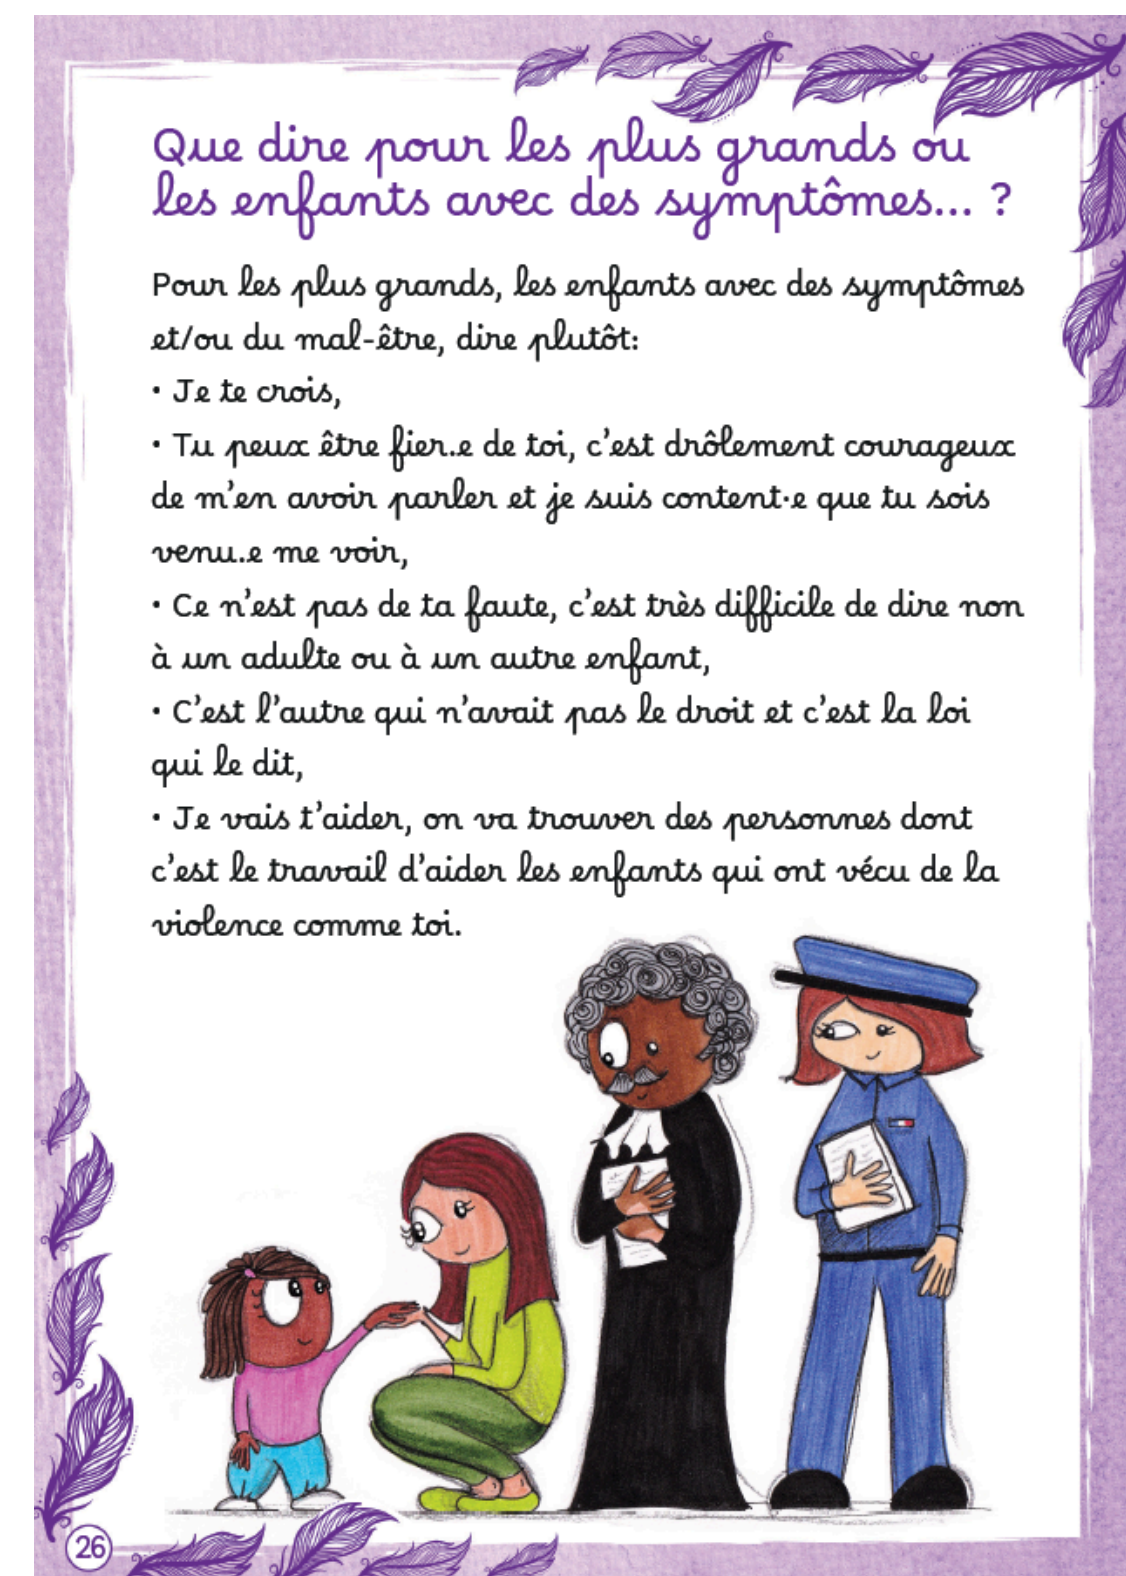 Que dire pour les plus grands ou
les enfants avec des symptômes... ?
Pour les plus grands, les enfants avec des symptômes
et/ou du mal-être, dire plutôt:
• Je te crois,
• Tu peux être fier.e de toi, c'est drôlement courageux
de m'en avoir parler et je suis content·e que tu sois
venu.e me voir,
• Ce n'est pas de ta faute, c'est très difficile de dire non
à un adulte ou à un autre enfant,
• C'est l'autre qui n'avait pas le droit et c'est la loi
qui le dit,
• Je vais t'aider, on va trouver des personnes dont
c'est le travail d'aider les enfants qui ont vécu de la
violence comme toi.
26